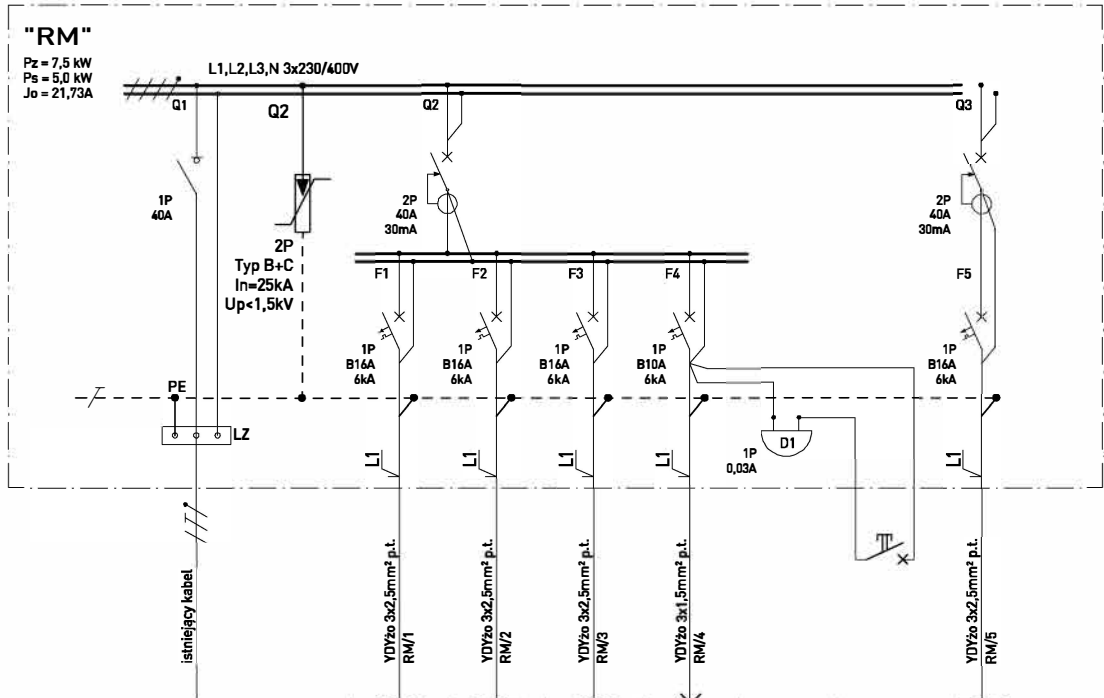 "RM"
Pz = 7,5 kW
Ps = 5,0 kW
Jo = 21,73A
L1,L2,L3,N 3x230/400V
Q1
Q2
Q2
Q3
1P
40A
2P
Typ B+C
In=25kA
Up<1,5kV
2P
40A
30mA
2P
40A
30mA
F1
F2
F3
F4
F5
1P
B16A
6kA
1P
B16A
6kA
1P
B16A
6kA
1P
B10A
6kA
1P
B16A
6kA
PE
LZ
D1
1P
0,03A
L1
L1
L1
L1
L1
istniejący kabel
YDYżo 3x2,5mm² p.t.
RM/1
YDYżo 3x2,5mm² p.t.
RM/2
YDYżo 3x2,5mm² p.t.
RM/3
YDYżo 3x1,5mm² p.t.
RM/4
YDYżo 3x2,5mm² p.t.
RM/5